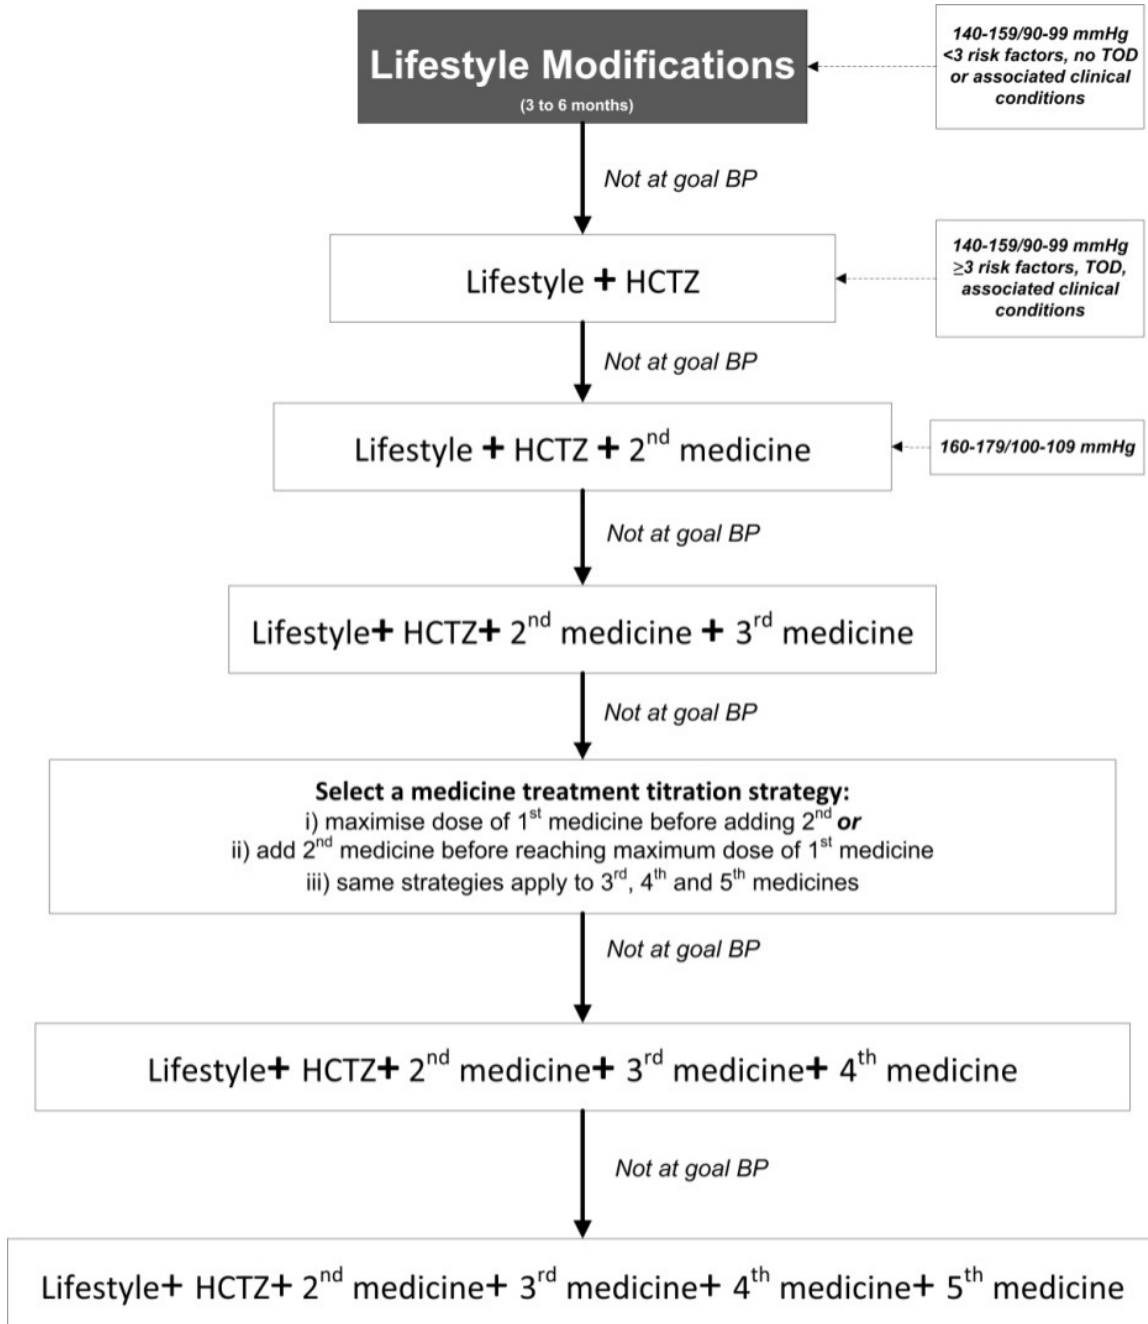 Lifestyle Modifications
(3 to 6 months)
140-159/90-99 mmHg
<3 risk factors, no TOD
or associated clinical
conditions
Not at goal BP
Lifestyle + HCTZ
140-159/90-99 mmHg
≥3 risk factors, TOD,
associated clinical
conditions
Not at goal BP
Lifestyle + HCTZ + 2nd medicine
160-179/100-109 mmHg
Not at goal BP
Lifestyle+ HCTZ+ 2nd medicine + 3rd medicine
Not at goal BP
Select a medicine treatment titration strategy:
i) maximise dose of 1st medicine before adding 2nd or
ii) add 2nd medicine before reaching maximum dose of 1st medicine
iii) same strategies apply to 3rd, 4th and 5th medicines
Not at goal BP
Lifestyle+ HCTZ+ 2nd medicine+ 3rd medicine+ 4th medicine
Not at goal BP
Lifestyle+ HCTZ+ 2nd medicine+ 3rd medicine+ 4th medicine+ 5th medicine